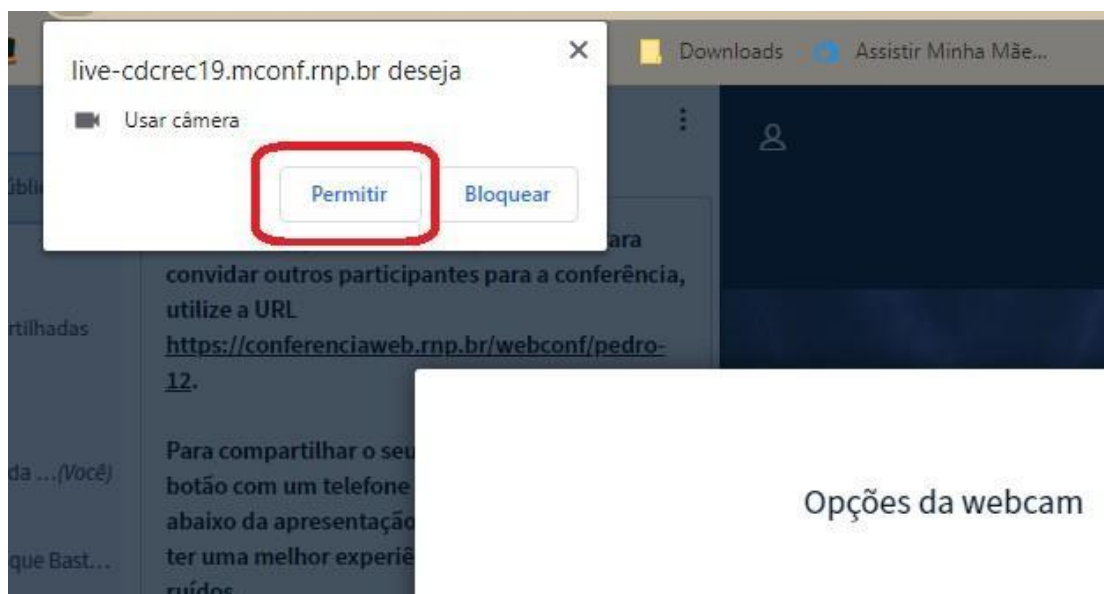 Downloads
Assistir Minha Mãe...
live-cdcrec19.mconf.rnp.br deseja
Usar câmera
Permitir
Bloquear
convidar outros participantes para a conferência,
utilize a URL
https://conferenciaweb.rnp.br/webconf/pedro-
12.
rtilhadas
Para compartilhar o seu
da ...(Você)
botão com um telefone
abaixo da apresentação
que Bast...
ter uma melhor experiê
ruídos
Opções da webcam